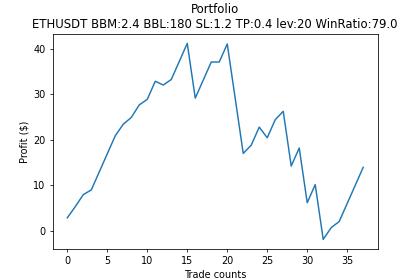 Portfolio
ETHUSDT BBM:2.4 BBL:180 SL:1.2 TP:0.4 lev:20 WinRatio:79.0
40
30
20
10
0
Profit ($)
0 5 10 15 20 25 30 35
Trade counts